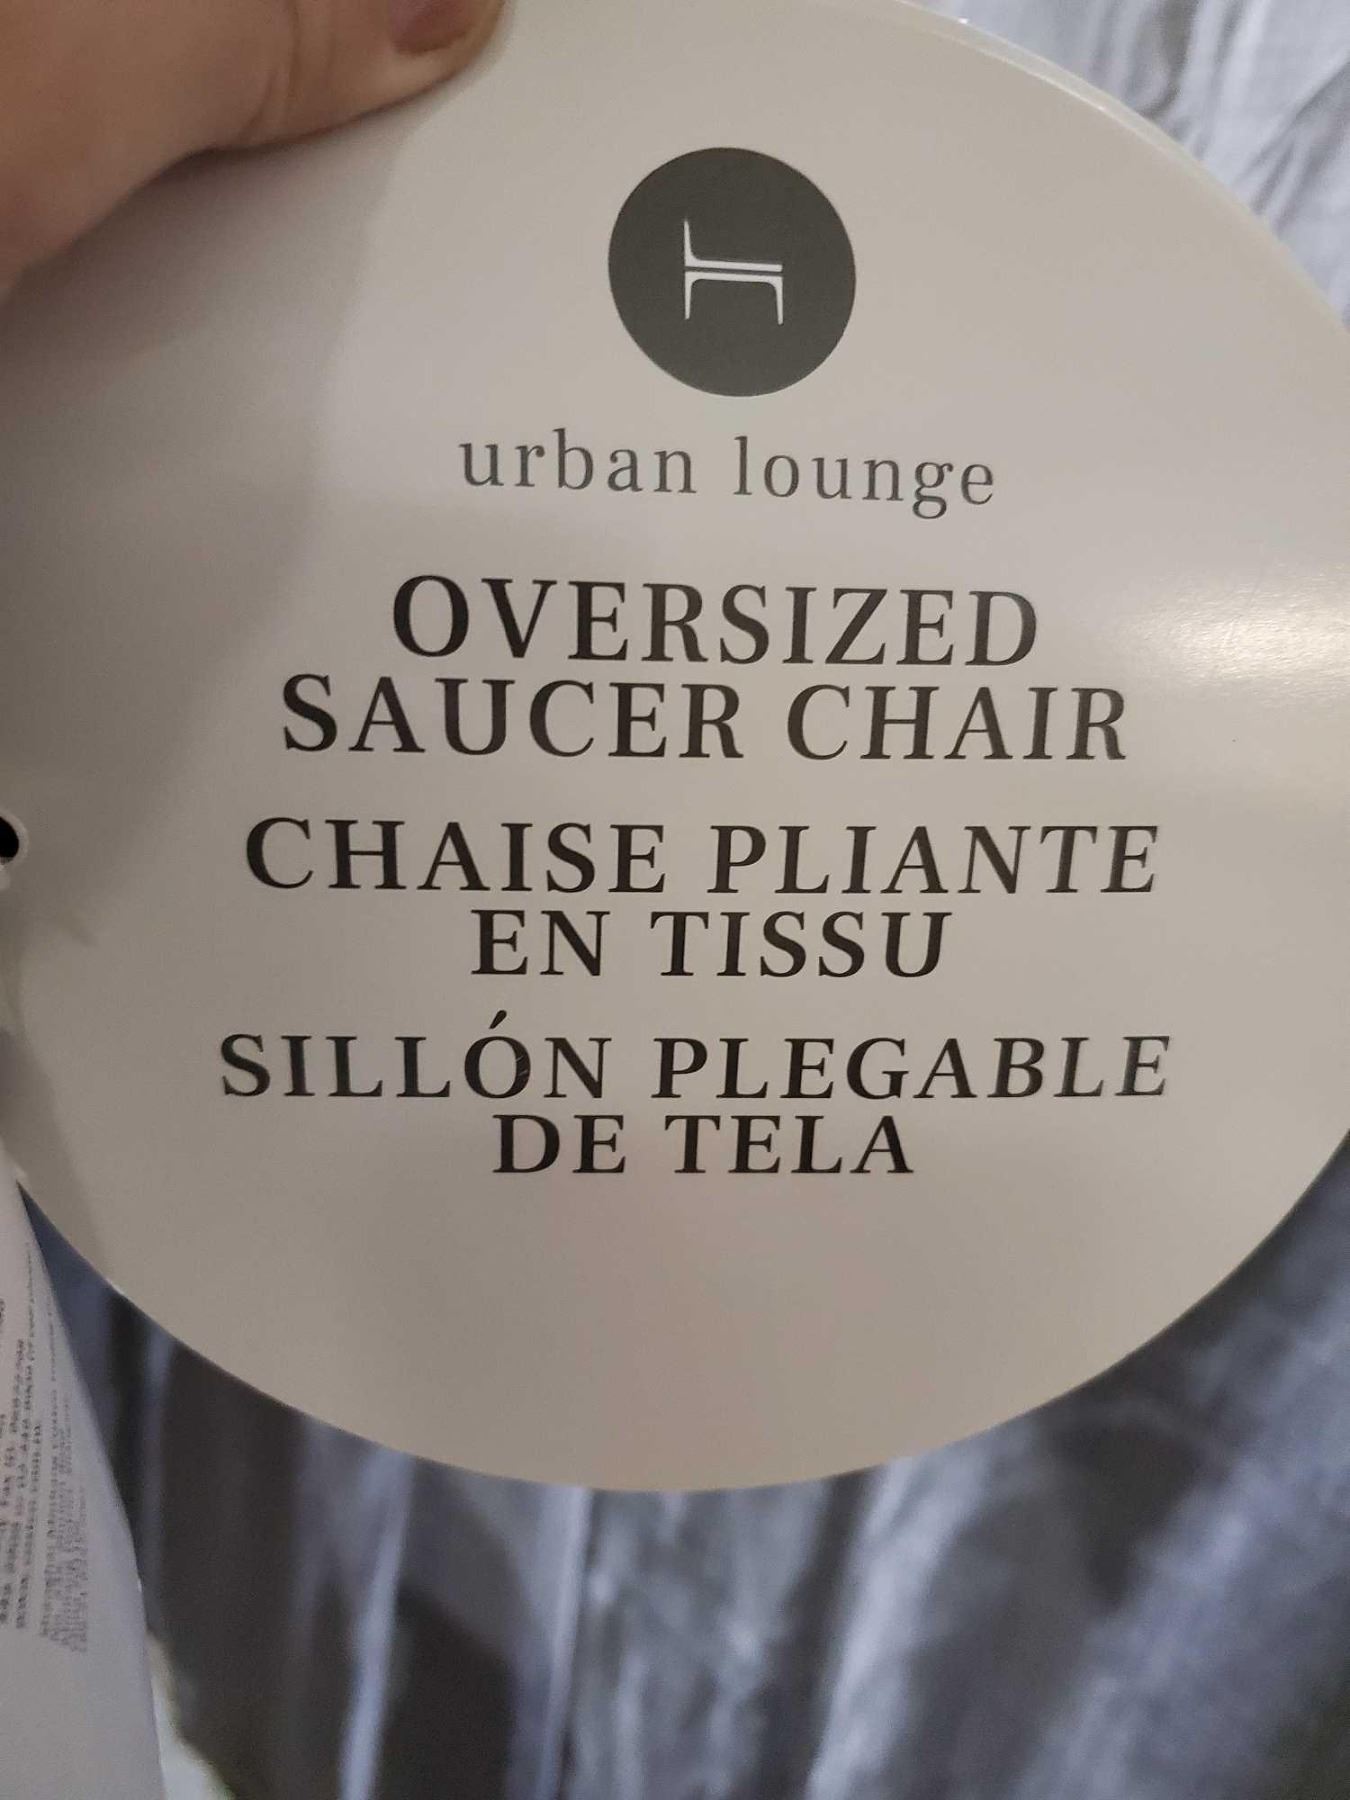 urban lounge
OVERSIZED
SAUCER CHAIR
CHAISE PLIANTE
EN TISSU
SILLÓN PLEGABLE
DE TELA